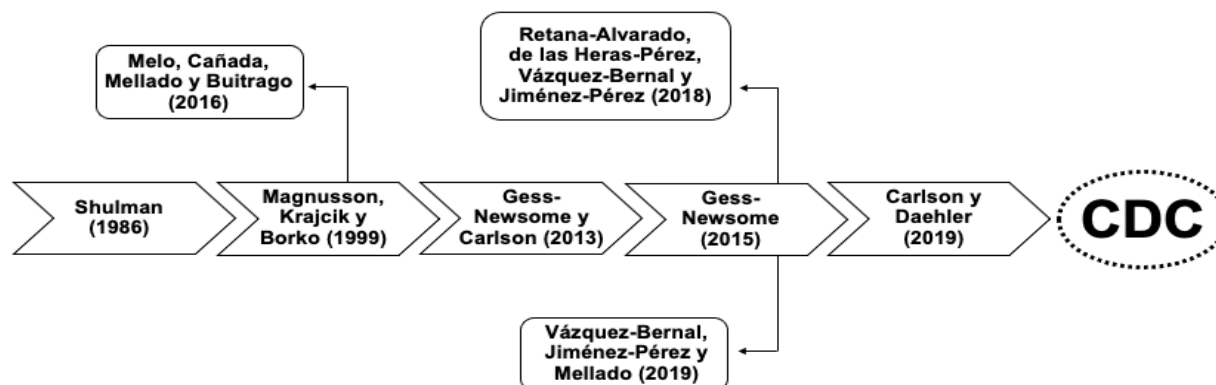 Melo, Cañada,
Mellado y Buitrago
(2016)
Retana-Alvarado,
de las Heras-Pérez,
Vázquez-Bernal y
Jiménez-Pérez (2018)
Shulman
(1986)
Magnusson,
Krajcik y
Borko (1999)
Gess-
Newsome y
Carlson (2013)
Gess-
Newsome
(2015)
Carlson y
Daehler
(2019)
CDC
Vázquez-Bernal,
Jiménez-Pérez y
Mellado (2019)